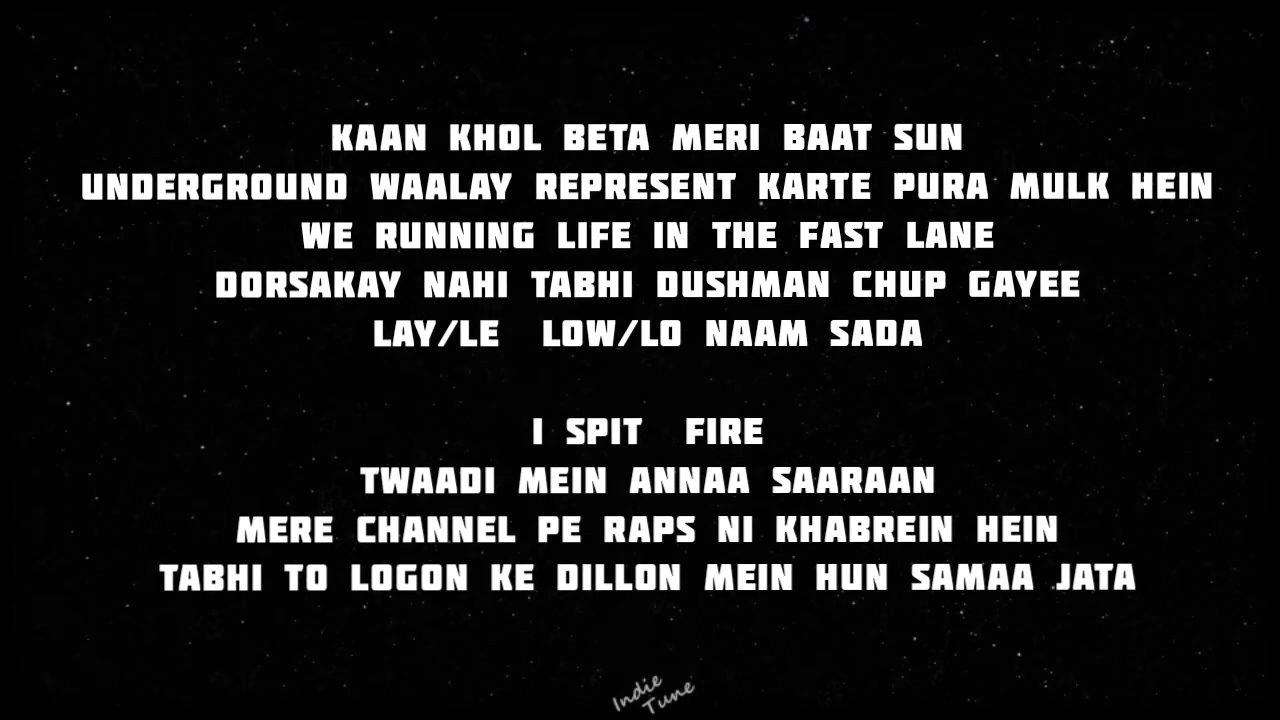 KAAN KHOL BETA MERI BAAT SUN
UNDERGROUND WAALAY REPRESENT KARTE PURA MULK HEIN
WE RUNNING LIFE IN THE FAST LANE
DORSAKAY NAHI TABHI DUSHMAN CHUP GAYEE
LAY/LE LOW/LO NAAM SADA
I SPIT FIRE
TWAADI MEIN ANNAA SAARAAN
MERE CHANNEL PE RAPS NI KHABREIN HEIN
TABHI TO LOGON KE DILLON MEIN HUN SAMAA JATA
Indie
Tune